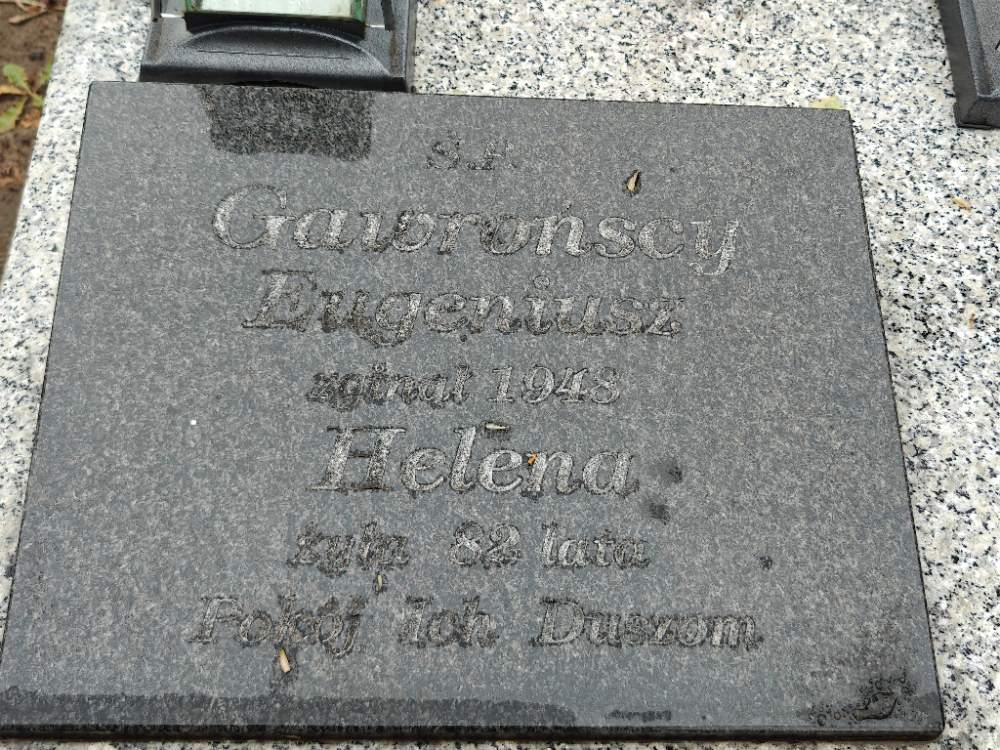 Ś.P.
Gawrońscy
Eugeniusz
zginął 1948
Helena
żyła 82 lata
Pokój Ich Duszom